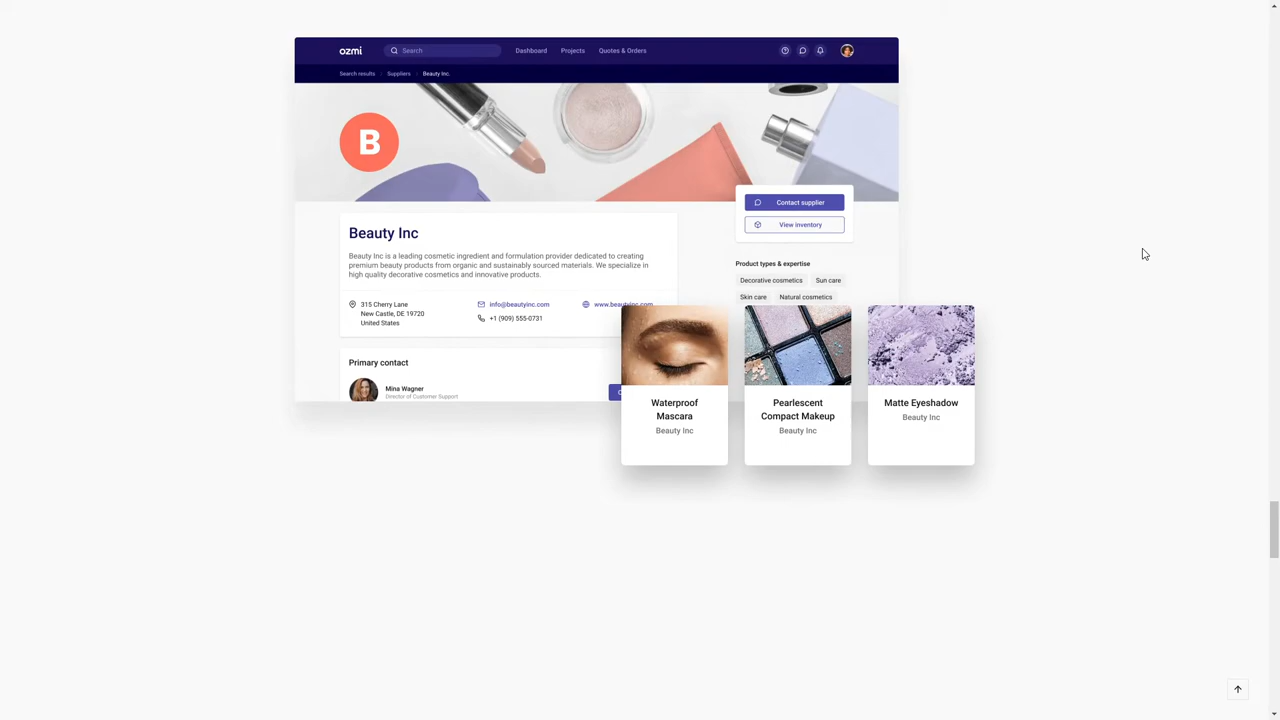 ozmi
Search
Dashboard
Projects
Quotes & Orders
Search results
Suppliers
Beauty Inc.
B
Contact supplier
View inventory
Beauty Inc
Beauty Inc is a leading cosmetic ingredient and formulation provider dedicated to creating
premium beauty products from organic and sustainably sourced materials. We specialize in
high quality decorative cosmetics and innovative products.
315 Cherry Lane
New Castle, DE 19720
United States
info@beautyinc.com
+1 (909) 555-0731
www.beautyinc.com
Product types & expertise
Decorative cosmetics
Sun care
Skin care
Natural cosmetics
Primary contact
Mina Wagner
Director of Customer Support
Waterproof
Mascara
Beauty Inc
Pearlescent
Compact Makeup
Beauty Inc
Matte Eyeshadow
Beauty Inc